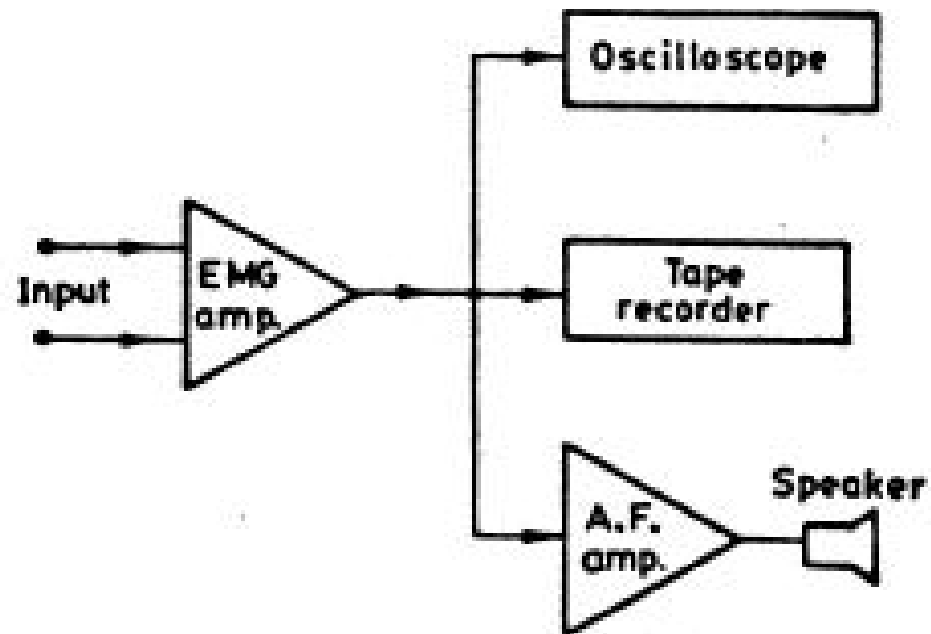 Oscilloscope
Input
EMG
amp.
Tape
recorder
Speaker
A.F.
amp.